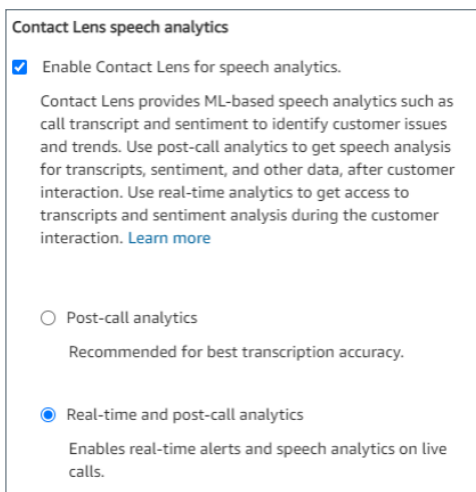 Contact Lens speech analytics
Enable Contact Lens for speech analytics.
Contact Lens provides ML-based speech analytics such as
call transcript and sentiment to identify customer issues
and trends. Use post-call analytics to get speech analysis
for transcripts, sentiment, and other data, after customer
interaction. Use real-time analytics to get access to
transcripts and sentiment analysis during the customer
interaction. Learn more
Post-call analytics
Recommended for best transcription accuracy.
Real-time and post-call analytics
Enables real-time alerts and speech analytics on live
calls.